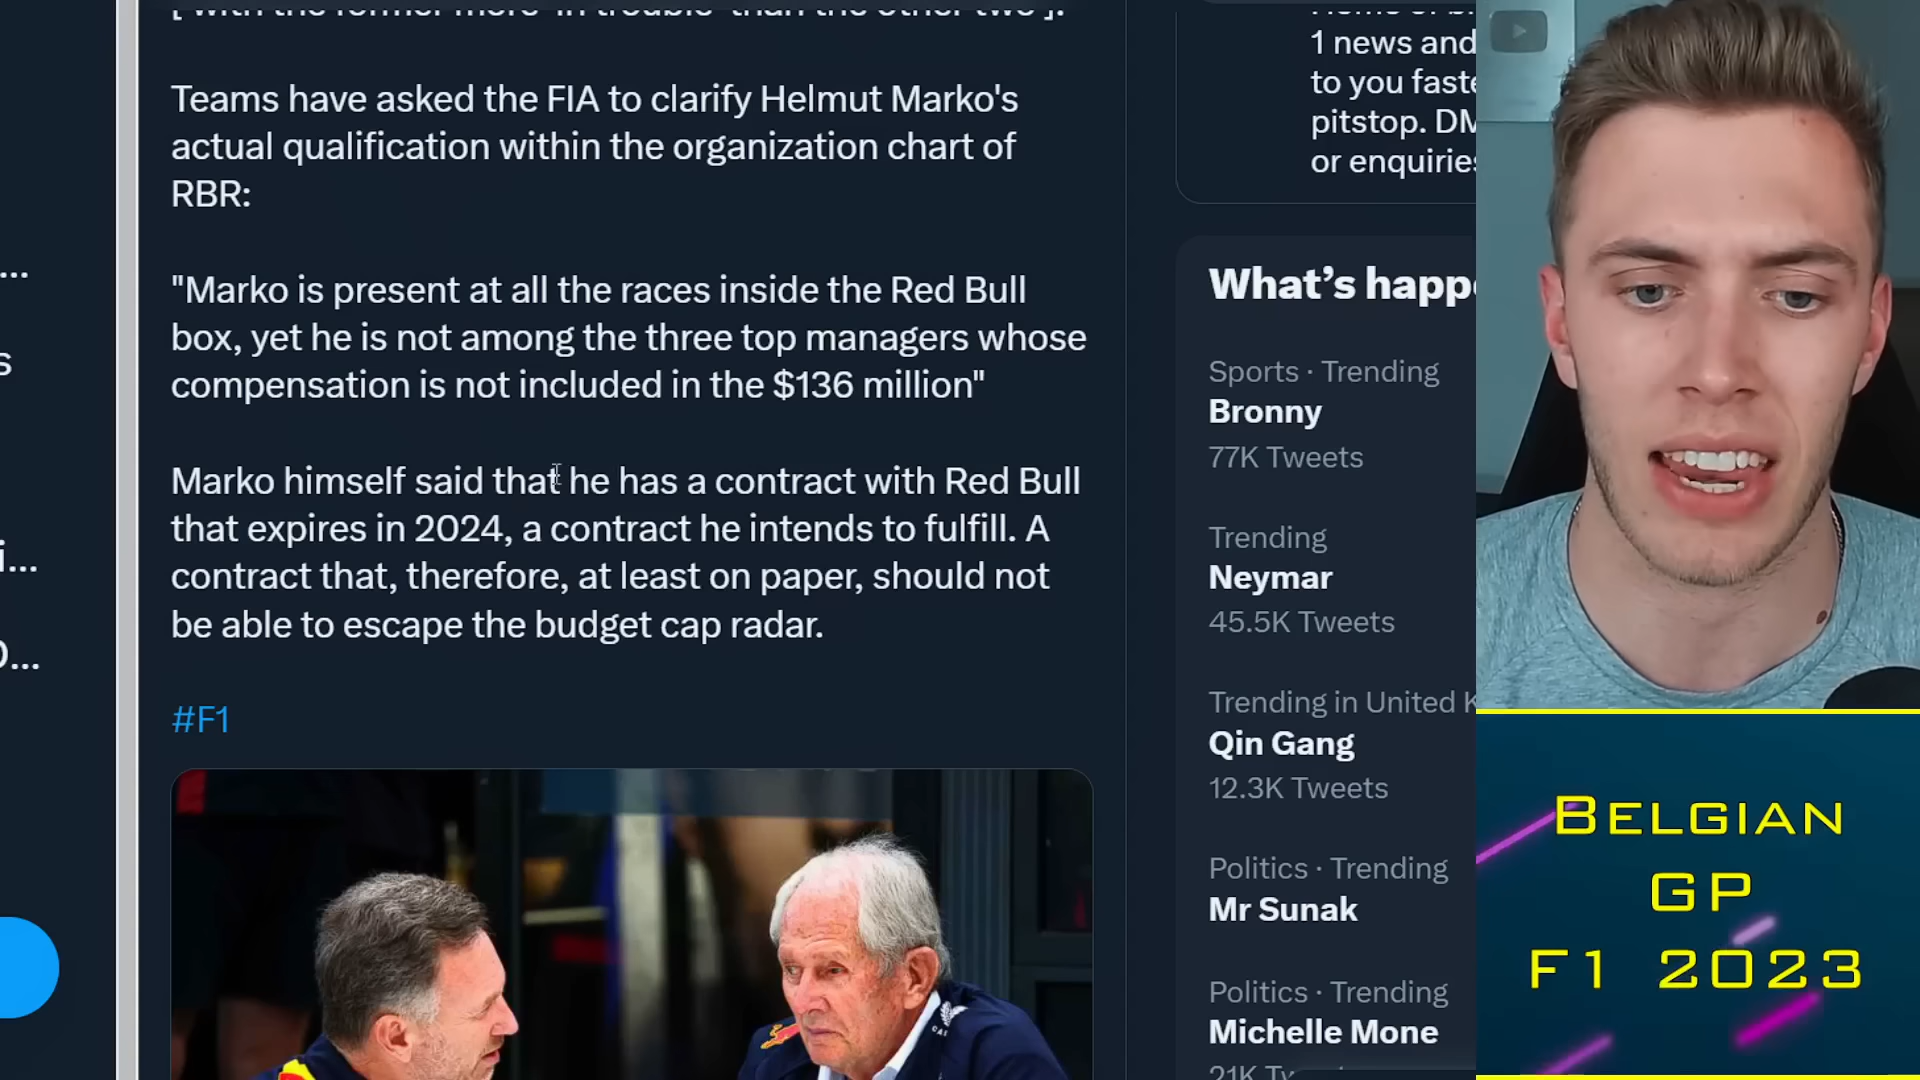 Teams have asked the FIA to clarify Helmut Marko's
actual qualification within the organization chart of
RBR:
"Marko is present at all the races inside the Red Bull
box, yet he is not among the three top managers whose
compensation is not included in the $136 million"
Marko himself said that he has a contract with Red Bull
that expires in 2024, a contract he intends to fulfill. A
contract that, therefore, at least on paper, should not
be able to escape the budget cap radar.
#F1
1 news and
to you faste
pitstop. DM
or enquiries
What's happe
Sports · Trending
Bronny
77K Tweets
Trending
Neymar
45.5K Tweets
Trending in United K
Qin Gang
12.3K Tweets
Politics · Trending
Mr Sunak
Politics · Trending
Michelle Mone
21K Tw
BELGIAN
GP
F1 2023